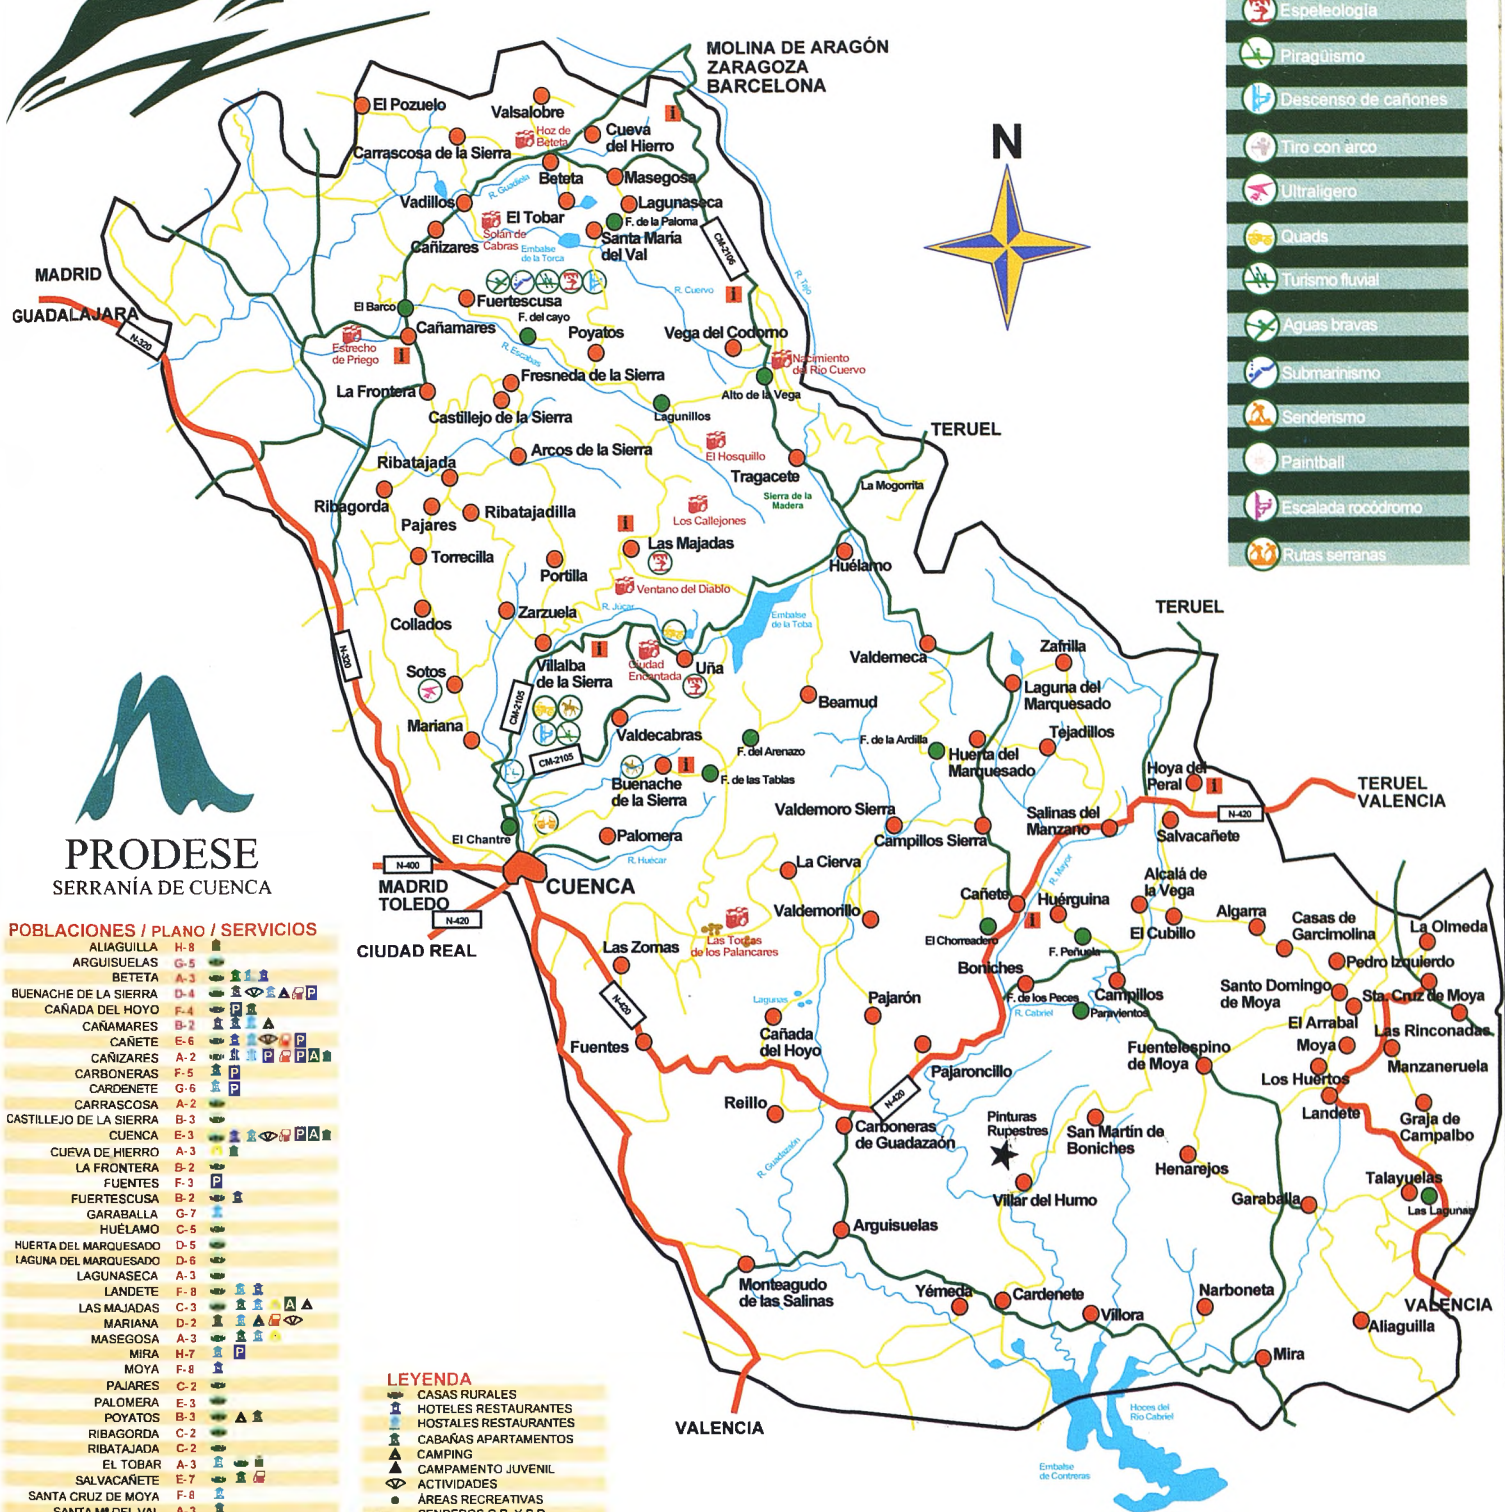 MOLINA DE ARAGÓN
ZARAGOZA
BARCELONA
Espeleología
Piragüismo
Descenso de cañones
Tiro con arco
Ultraligero
Quads
Turismo fluvial
Aguas bravas
Submarinismo
Senderismo
Paintball
Escalada rocódromo
Rutas serranas
N
El Pozuelo
Valsalobre
Hoz de
Beteta
Cueva
del Hierro
Carrascosa de la Sierra
Beteta
Masegosa
R. Guadiela
Vadillos
Lagunaseca
El Tobar
F. de la Paloma
Solán de
Cabras
Cañizares
Embalse
de la Torca
Santa María
del Val
CM-2106
R. Tajo
MADRID
GUADALAJARA
N-320
R. Cuervo
El Barco
Fuertescusa
F. del cayo
Cañamares
Poyatos
Vega del Codorno
Estrecho
de Priego
R. Escabas
Nacimiento
del Río Cuervo
La Frontera
Fresneda de la Sierra
Alto de la Vega
Castillejo de la Sierra
Lagunillos
TERUEL
Arcos de la Sierra
El Hosquillo
Ribatajada
Tragacete
La Mogorrita
Sierra de la
Madera
Ribagorda
Pajares
Ribatajadilla
Los Callejones
Torrecilla
Las Majadas
Portilla
Huélamo
Ventano del Diablo
Collados
Zarzuela
R. Júcar
Embalse
de la Toba
TERUEL
N-320
Villalba
de la Sierra
Ciudad
Encantada
Uña
Valdemeca
Zafrilla
Sotos
CM-2105
Laguna del
Marquesado
Beamud
Mariana
Valdecabras
F. del Arenazo
F. de la Ardilla
Huerta del
Marquesado
Tejadillos
CM-2105
Buenache
de la Sierra
F. de las Tablas
Hoya del
Peral
TERUEL
VALENCIA
Valdemoro Sierra
Campillos Sierra
Salinas del
Manzano
N-420
Salvacañete
El Chantre
Palomera
R. Huécar
PRODESE
SERRANÍA DE CUENCA
N-400
MADRID
TOLEDO
CUENCA
La Cierva
R. Mayor
Alcalá de
la Vega
N-420
CIUDAD REAL
Valdemorillo
Cañete
Huérguina
El Cubillo
Algarra
Casas de
Garcimolina
La Olmeda
Las Zomas
Las Torcas
de los Palancares
El Chorreadero
F. Peñuela
Pedro Izquierdo
Boniches
Santo Domingo
de Moya
Sta. Cruz de Moya
N-420
Lagunas
Pajarón
F. de los Peces
R. Cabriel
Campillos
Paravientos
El Arrabal
Las Rinconadas
Fuentes
Cañada
del Hoyo
Fuentelespino
de Moya
Moya
Manzaneruela
Pajaroncillo
Los Huertos
N-420
Landete
Reillo
Carboneras
de Guadazaón
Pinturas
Rupestres
San Martín de
Boniches
Graja de
Campalbo
R. Guadazaón
Henarejos
Talayuelas
Villar del Humo
Garaballa
Las Lagunas
Arguisuelas
Monteagudo
de las Salinas
Yémeda
Cardenete
Villora
Narboneta
VALENCIA
Aliaguilla
Mira
VALENCIA
Hoces del
Río Cabriel
Embalse
de Contreras
POBLACIONES / PLANO / SERVICIOS
ALIAGUILLA H-8
ARGUISUELAS G-5
BETETA A-3
BUENACHE DE LA SIERRA D-4 P
CAÑADA DEL HOYO F-4 P
CAÑAMARES B-2
CAÑETE E-6 P
CAÑIZARES A-2 P P A
CARBONERAS F-5 P
CARDENETE G-6 P
CARRASCOSA A-2
CASTILLEJO DE LA SIERRA B-3
CUENCA E-3 P A
CUEVA DE HIERRO A-3
LA FRONTERA B-2
FUENTES F-3 P
FUERTESCUSA B-2
GARABALLA G-7
HUÉLAMO C-5
HUERTA DEL MARQUESADO D-5
LAGUNA DEL MARQUESADO D-6
LAGUNASECA A-3
LANDETE F-8
LAS MAJADAS C-3 A
MARIANA D-2
MASEGOSA A-3
MIRA H-7 P
MOYA F-8
PAJARES C-2
PALOMERA E-3
POYATOS B-3
RIBAGORDA C-2
RIBATAJADA C-2
EL TOBAR A-3
SALVACAÑETE E-7
SANTA CRUZ DE MOYA F-8
SANTA Mª DEL VAL A-3
LEYENDA
CASAS RURALES
HOTELES RESTAURANTES
HOSTALES RESTAURANTES
CABAÑAS APARTAMENTOS
CAMPING
CAMPAMENTO JUVENIL
ACTIVIDADES
ÁREAS RECREATIVAS